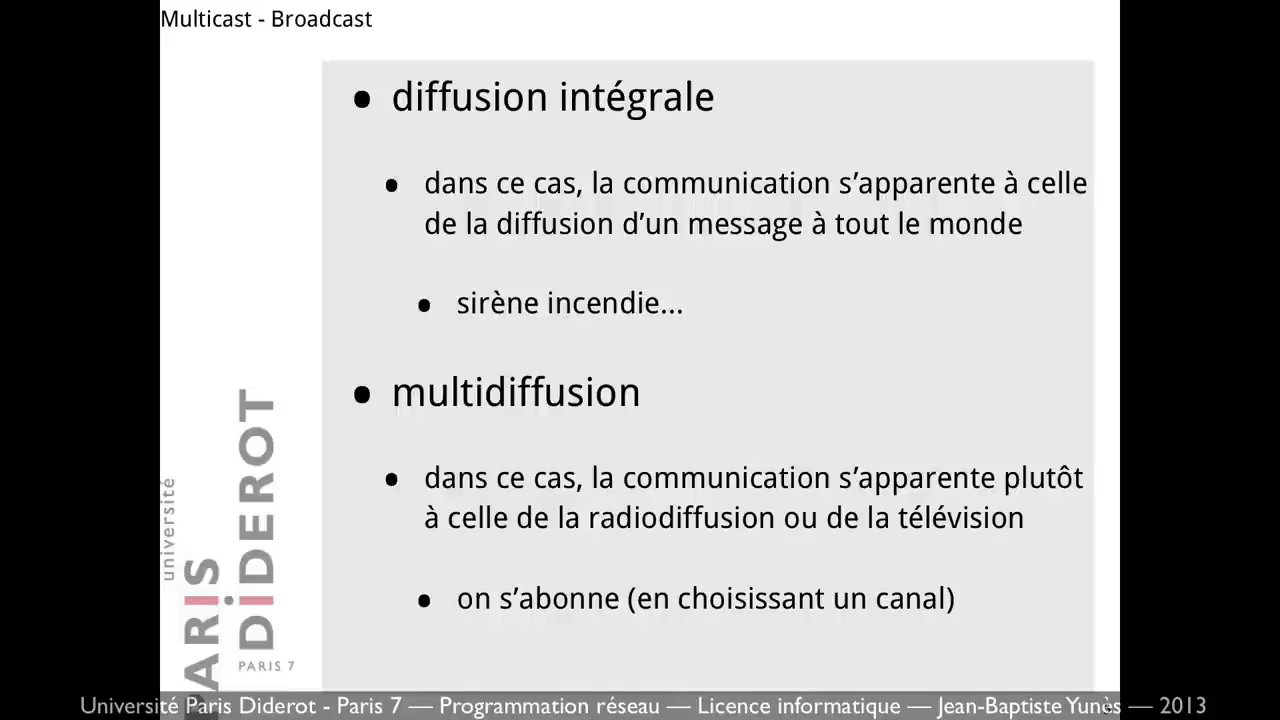 Multicast - Broadcast
• diffusion intégrale
• dans ce cas, la communication s’apparente à celle
de la diffusion d’un message à tout le monde
• sirène incendie...
• multidiffusion
• dans ce cas, la communication s’apparente plutôt
à celle de la radiodiffusion ou de la télévision
• on s’abonne (en choisissant un canal)
université
PARIS
DiDEROT
PARIS 7
Université Paris Diderot - Paris 7 — Programmation réseau — Licence informatique — Jean-Baptiste Yunès — 2013